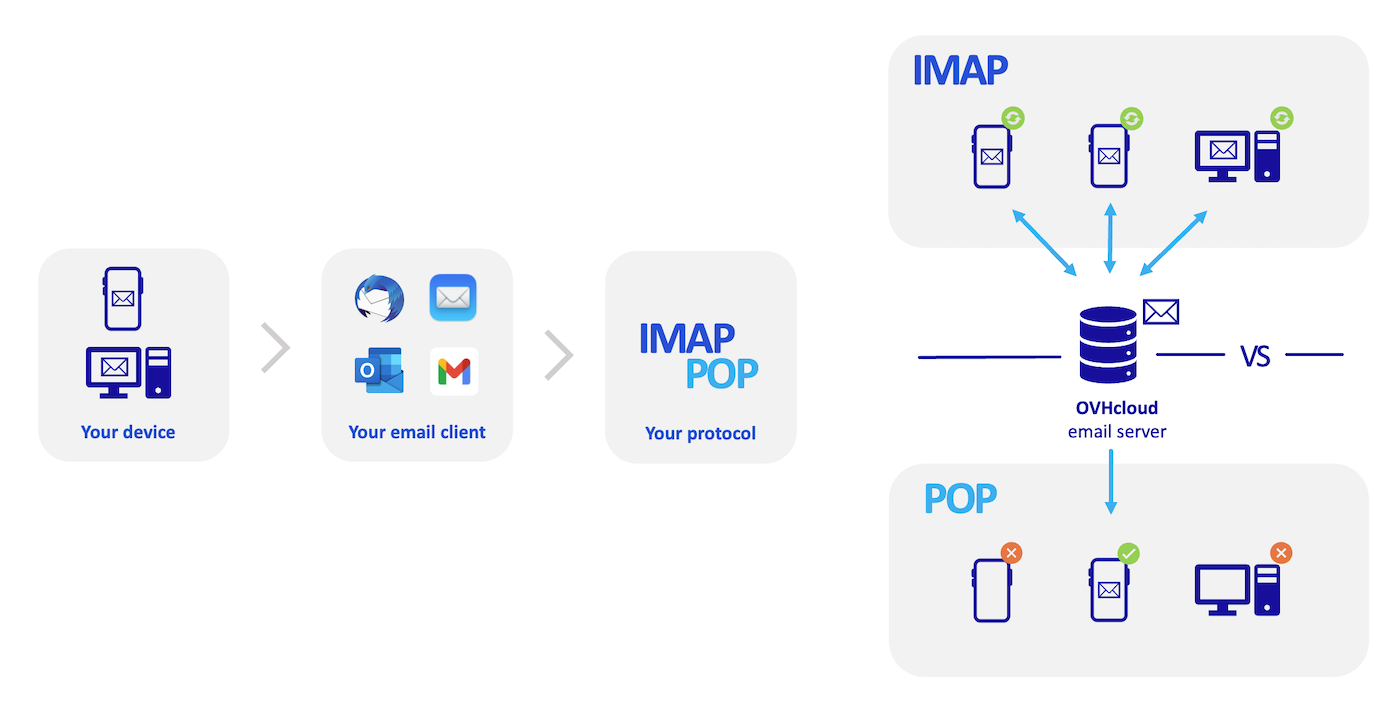 Your device
O
Your email client
IMAP
POP
Your protocol
IMAP
VS
OVHcloud
email server
POP